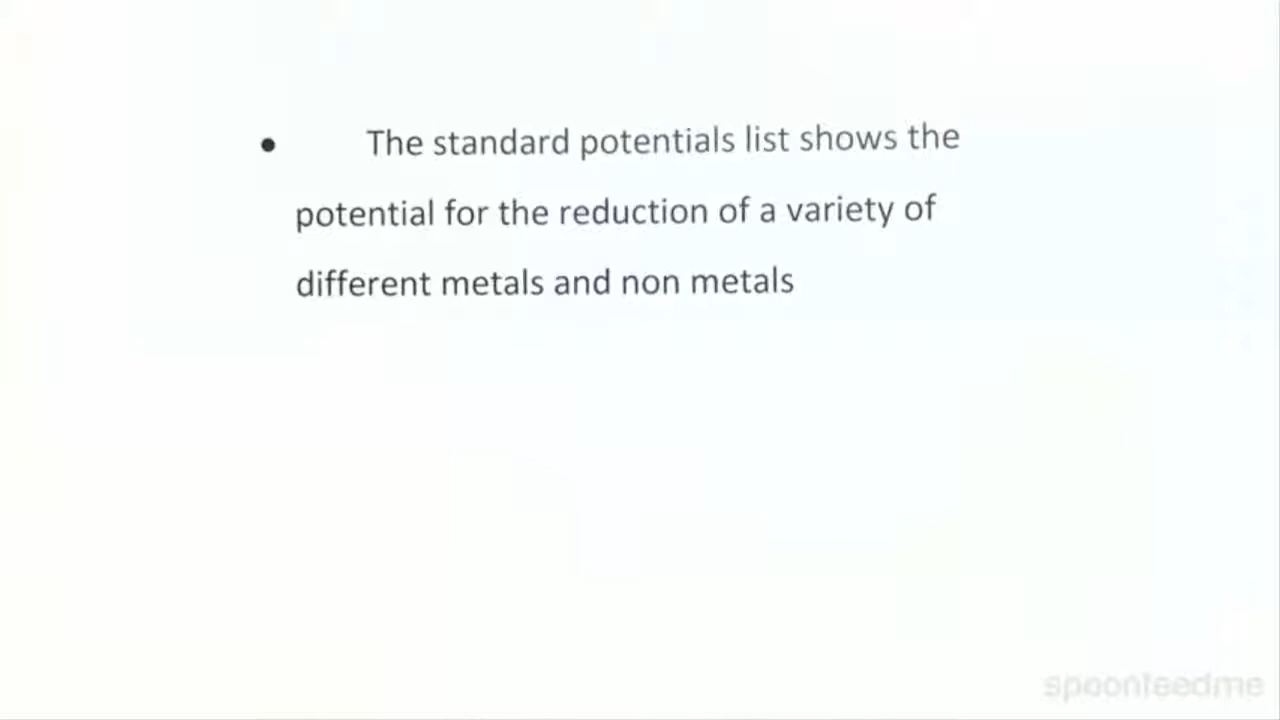 • The standard potentials list shows the
potential for the reduction of a variety of
different metals and non metals
spoonfeedme